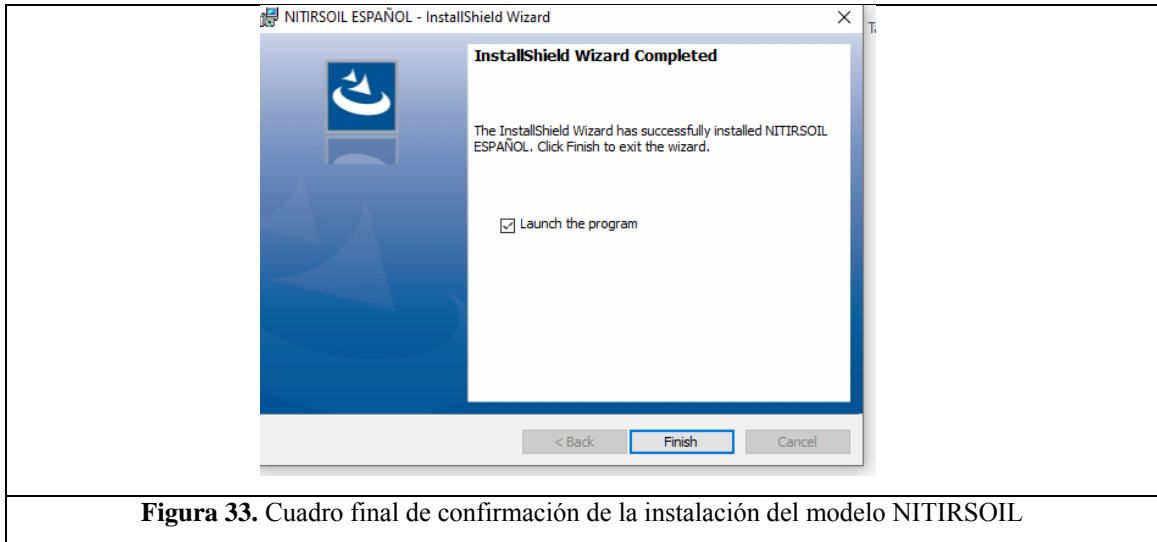 NITIRSOIL ESPAÑOL - InstallShield Wizard
InstallShield Wizard Completed
The InstallShield Wizard has successfully installed NITIRSOIL
ESPAÑOL. Click Finish to exit the wizard.
Launch the program
< Back Finish Cancel
Figura 33. Cuadro final de confirmación de la instalación del modelo NITIRSOIL